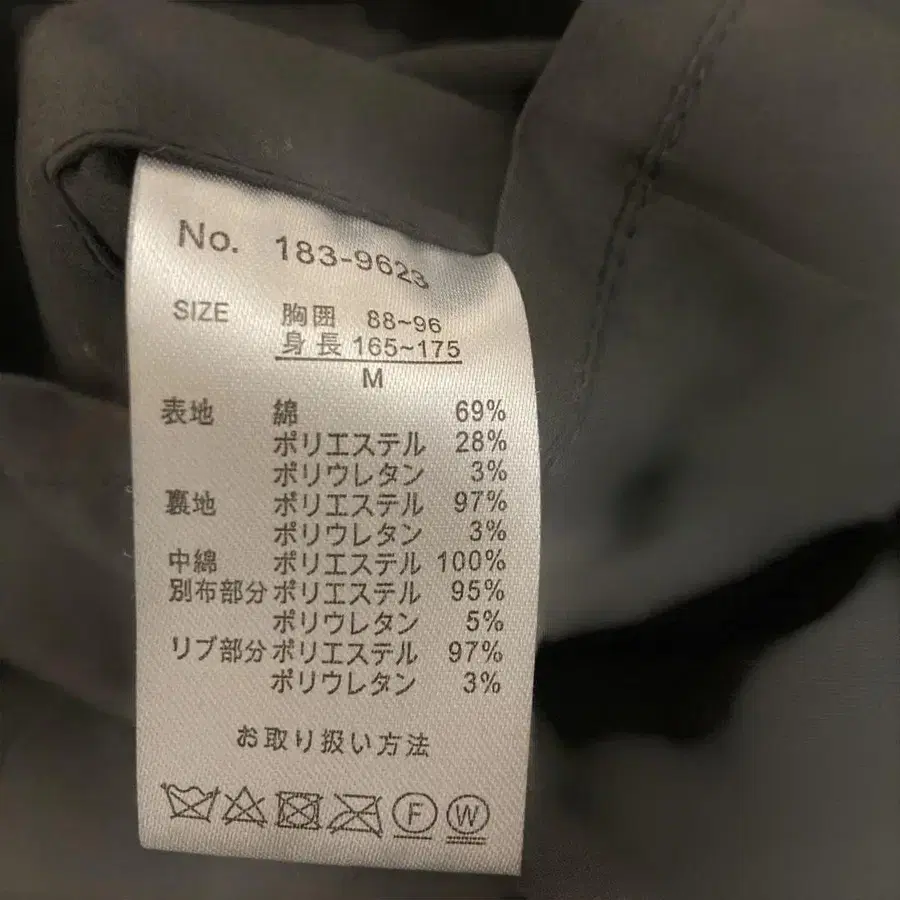 No. 183-9623
SIZE 胸囲 88~96
身長 165~175
M
表地 綿 69%
ポリエステル 28%
ポリウレタン 3%
裏地 ポリエステル 97%
ポリウレタン 3%
中綿 ポリエステル 100%
別布部分 ポリエステル 95%
ポリウレタン 5%
リブ部分 ポリエステル 97%
ポリウレタン 3%
お取り扱い方法
F W